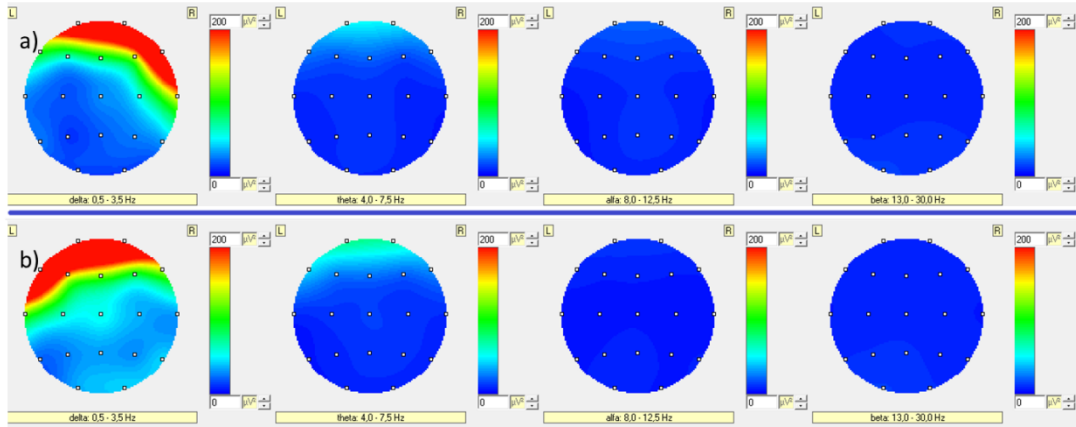 L R 200 µV² L R 200 µV² L R 200 µV² L R 200 µV²
a)
0 µV² 0 µV² 0 µV² 0 µV²
delta: 0,5 - 3,5 Hz theta: 4,0 - 7,5 Hz alfa: 8,0 - 12,5 Hz beta: 13,0 - 30,0 Hz
L R 200 µV² L R 200 µV² L R 200 µV² L R 200 µV²
b)
0 µV² 0 µV² 0 µV² 0 µV²
delta: 0,5 - 3,5 Hz theta: 4,0 - 7,5 Hz alfa: 8,0 - 12,5 Hz beta: 13,0 - 30,0 Hz